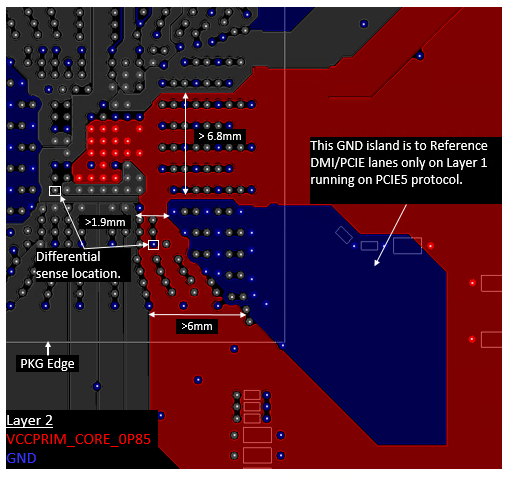 > 6.8mm
This GND island is to Reference
DMI/PCIE lanes only on Layer 1
running on PCIE5 protocol.
>1.9mm
Differential
sense location.
>6mm
PKG Edge
Layer 2
VCCPRIM_CORE_0P85
GND